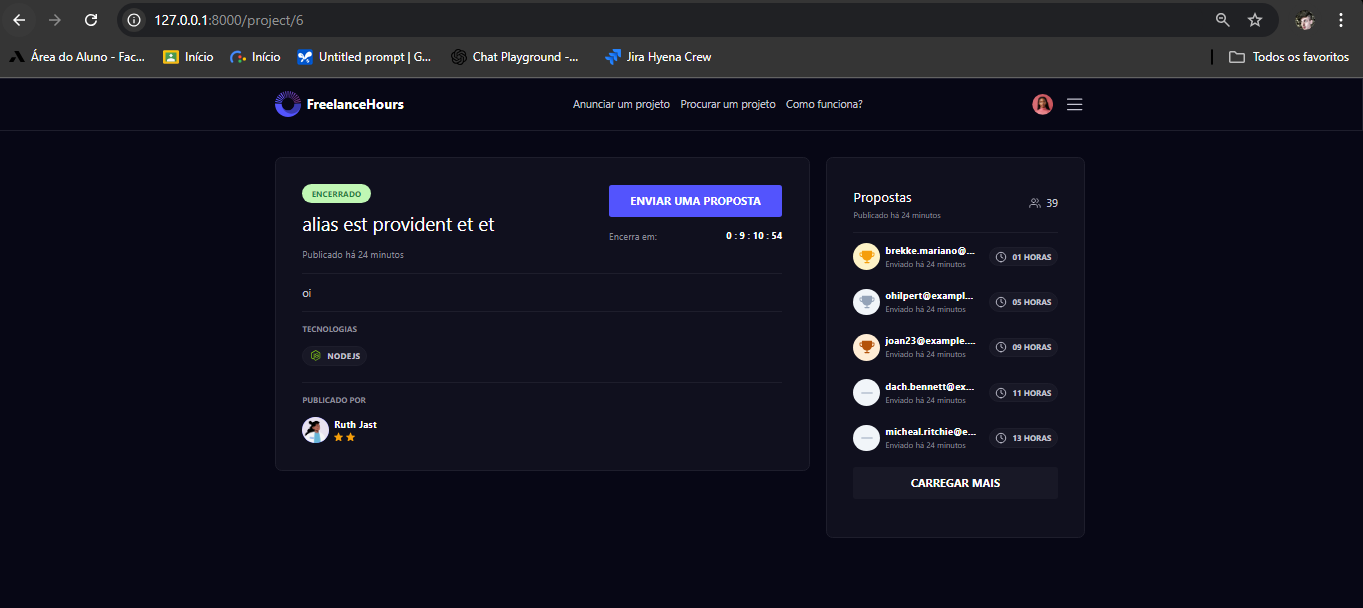 127.0.0.1:8000/project/6
Área do Aluno - Fac...
Início
Início
Untitled prompt | G...
Chat Playground -...
Jira Hyena Crew
Todos os favoritos
FreelanceHours
Anunciar um projeto
Procurar um projeto
Como funciona?
ENCERRADO
alias est provident et et
Publicado há 24 minutos
ENVIAR UMA PROPOSTA
Encerra em:
0 : 9 : 10 : 54
oi
TECNOLOGIAS
NODEJS
PUBLICADO POR
Ruth Jast
Propostas
Publicado há 24 minutos
39
brekke.mariano@...
Enviado há 24 minutos
01 HORAS
ohilpert@exampl...
Enviado há 24 minutos
05 HORAS
joan23@example....
Enviado há 24 minutos
09 HORAS
dach.bennett@ex...
Enviado há 24 minutos
11 HORAS
micheal.ritchie@e...
Enviado há 24 minutos
13 HORAS
CARREGAR MAIS